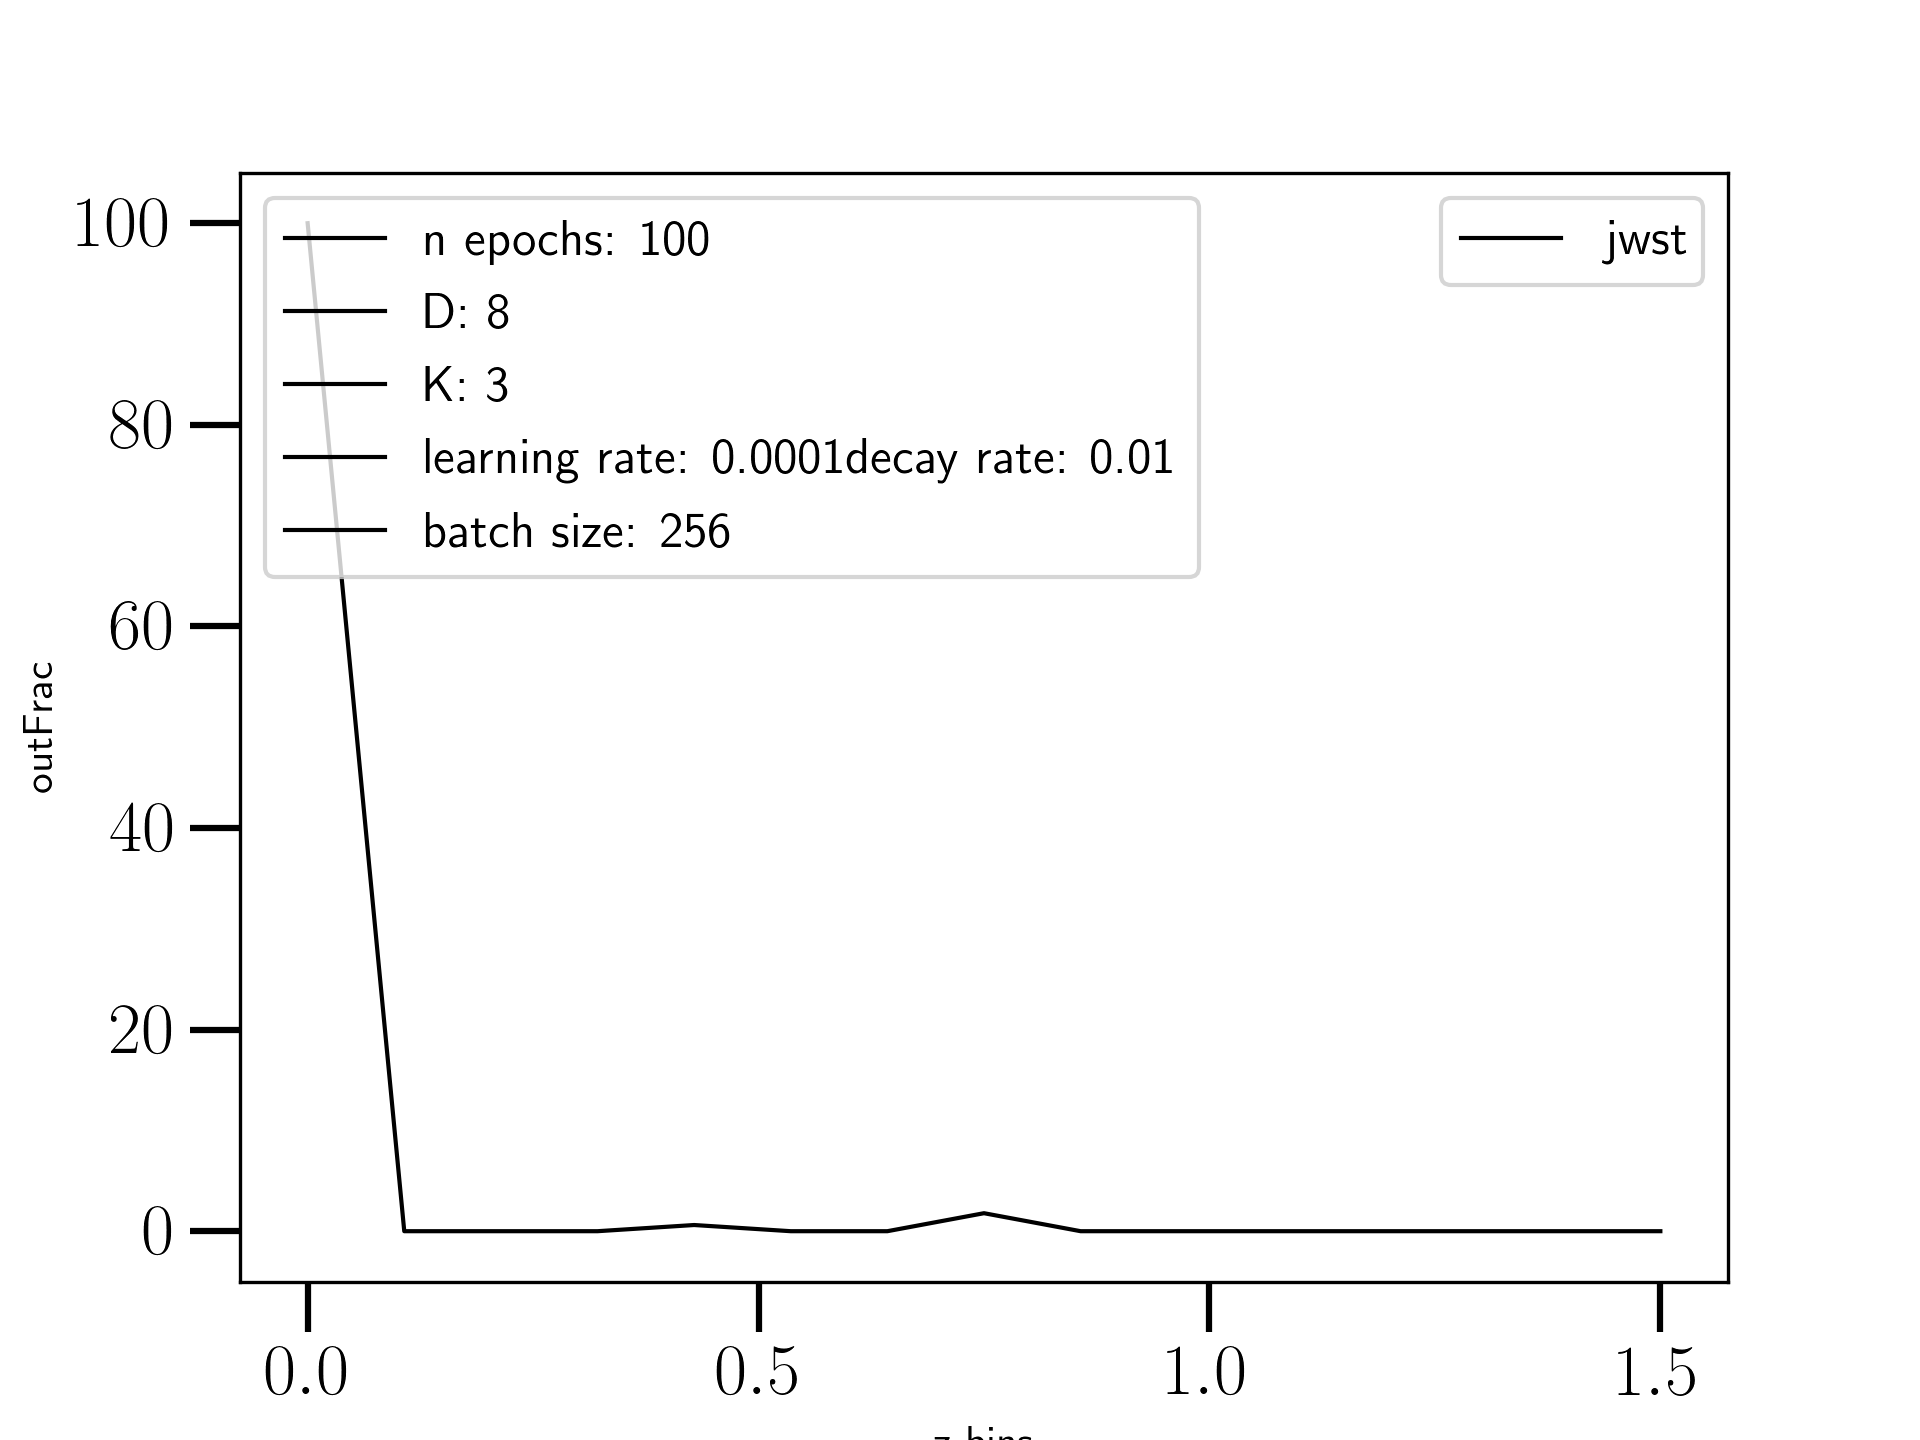 n epochs: 100
D: 8
K: 3
learning rate: 0.0001decay rate: 0.01
batch size: 256
jwst
100
80
60
40
20
0
outFrac
0.0
0.5
1.0
1.5
z bins